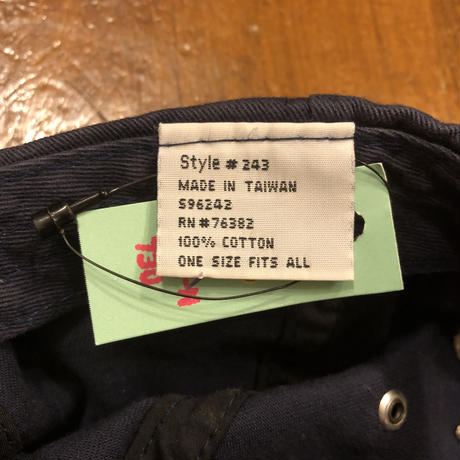 Style # 243
MADE IN TAIWAN
S96242
RN#76382
100% COTTON
ONE SIZE FITS ALL